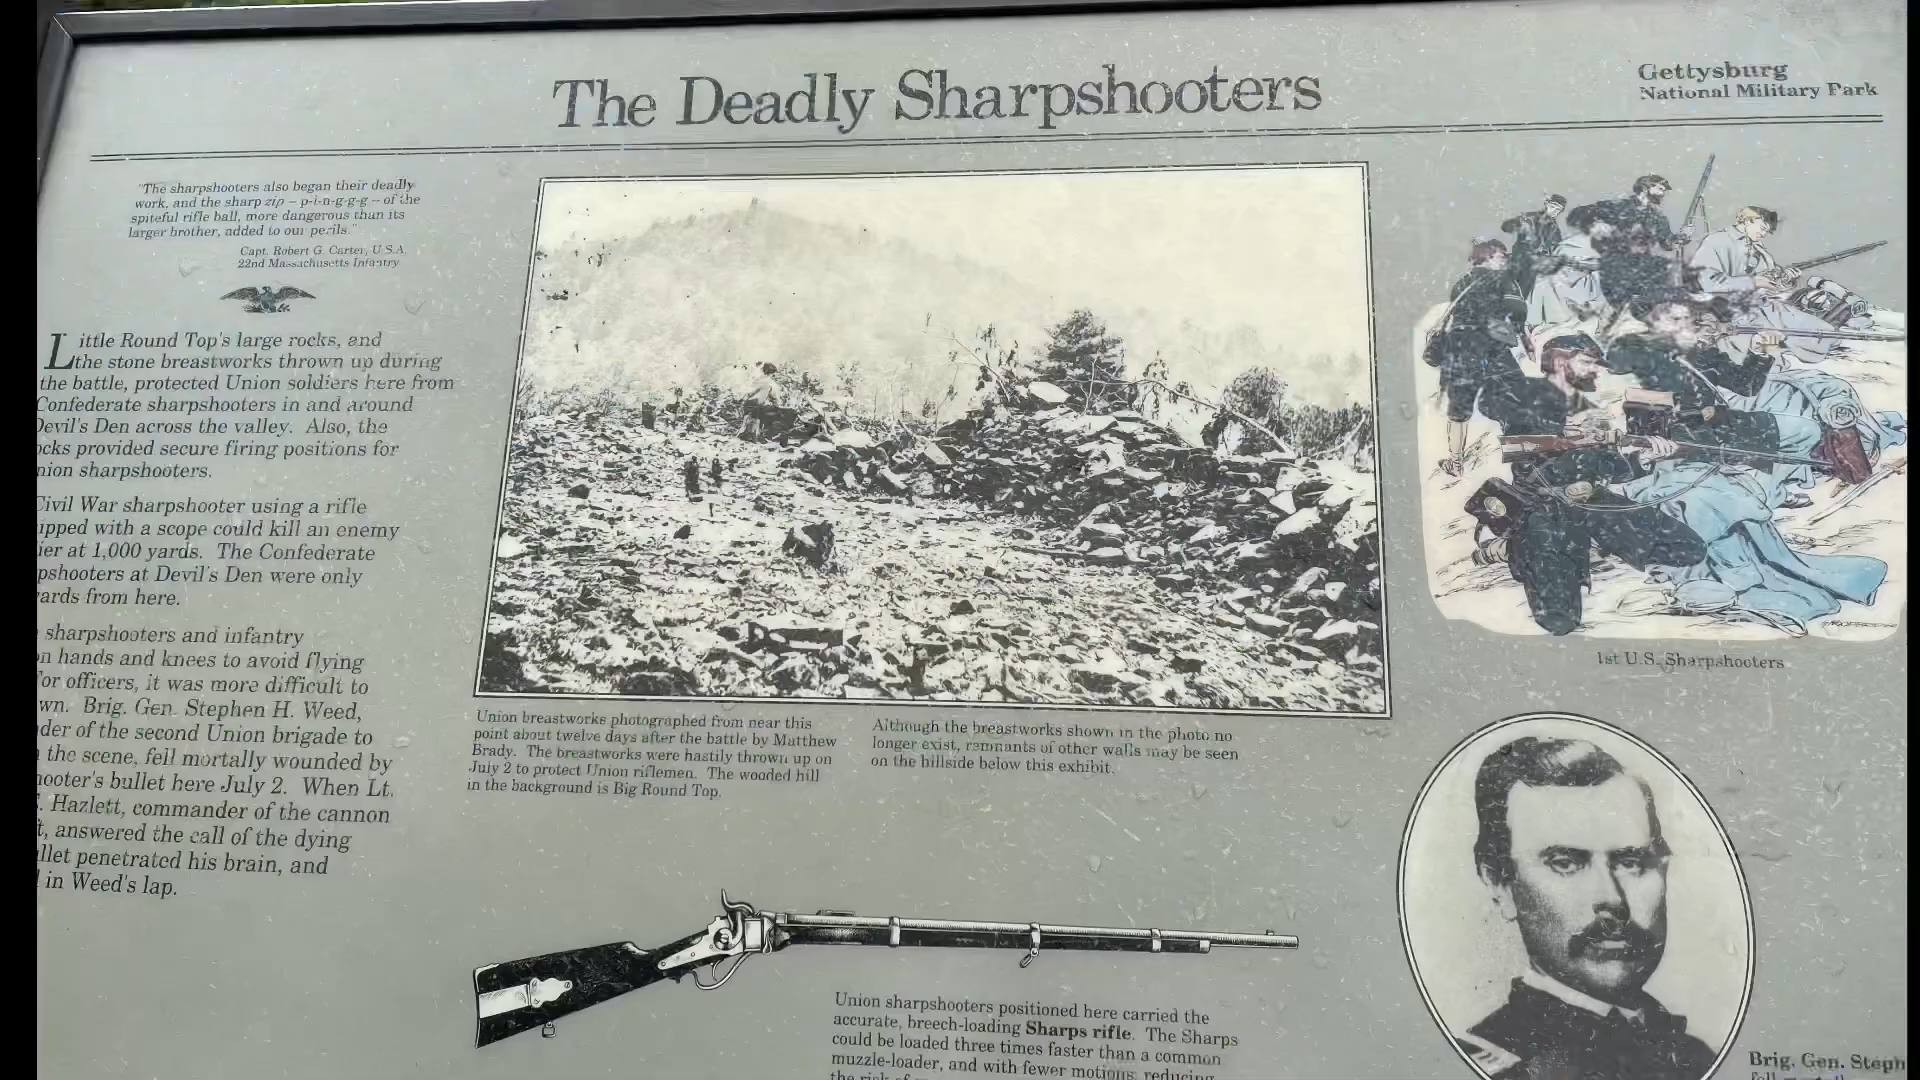 The Deadly Sharpshooters
Gettysburg
National Military Park
"The sharpshooters also began their deadly
work, and the sharp zip – p-i-n-g-g-g – of the
spiteful rifle ball, more dangerous than its
larger brother, added to our perils."
Capt. Robert G. Carter, U.S.A.
22nd Massachusetts Infantry
Little Round Top's large rocks, and
the stone breastworks thrown up during
the battle, protected Union soldiers here from
Confederate sharpshooters in and around
Devil's Den across the valley. Also, the
ocks provided secure firing positions for
nion sharpshooters.
Civil War sharpshooter using a rifle
ipped with a scope could kill an enemy
ier at 1,000 yards. The Confederate
pshooters at Devil's Den were only
ards from here.
sharpshooters and infantry
n hands and knees to avoid flying
or officers, it was more difficult to
wn. Brig. Gen. Stephen H. Weed,
der of the second Union brigade to
the scene, fell mortally wounded by
hooter's bullet here July 2. When Lt.
. Hazlett, commander of the cannon
t, answered the call of the dying
llet penetrated his brain, and
in Weed's lap.
Union breastworks photographed from near this
point about twelve days after the battle by Matthew
Brady. The breastworks were hastily thrown up on
July 2 to protect Union riflemen. The wooded hill
in the background is Big Round Top.
Although the breastworks shown in the photo no
longer exist, remnants of other walls may be seen
on the hillside below this exhibit.
1st U.S. Sharpshooters
Union sharpshooters positioned here carried the
accurate, breech-loading Sharps rifle. The Sharps
could be loaded three times faster than a common
muzzle-loader, and with fewer motions, reducing
the risk of
Brig. Gen. Steph